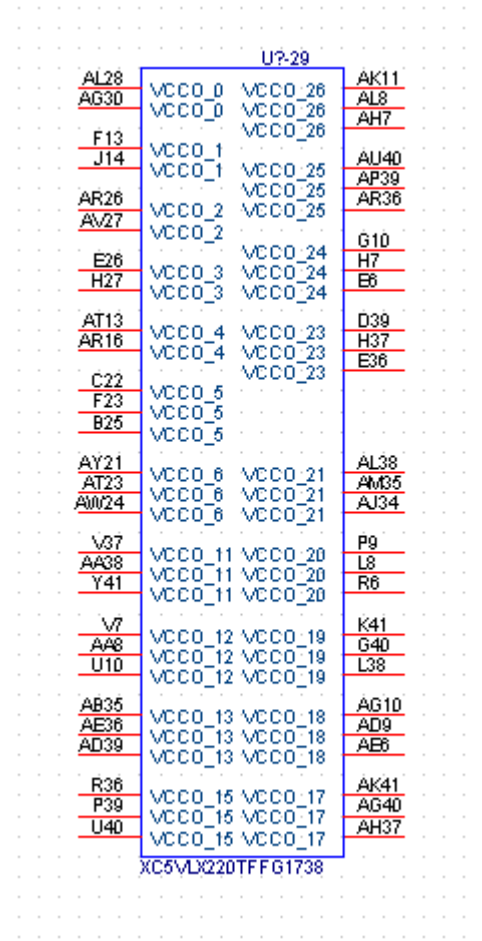 U?-29
AL28 VCCO_0 VCCO_26 AK11
AG30 VCCO_0 VCCO_26 AL8
VCCO_26 AH7
F13 VCCO_1
J14 VCCO_1 VCCO_25 AU40
VCCO_25 AP39
AR26 VCCO_2 VCCO_25 AR36
AV27 VCCO_2
VCCO_24 G10
E26 VCCO_3 VCCO_24 H7
H27 VCCO_3 VCCO_24 E6
AT13 VCCO_4 VCCO_23 D39
AR16 VCCO_4 VCCO_23 H37
VCCO_23 E36
C22 VCCO_5
F23 VCCO_5
B25 VCCO_5
AY21 VCCO_6 VCCO_21 AL38
AT23 VCCO_6 VCCO_21 AM35
AW24 VCCO_6 VCCO_21 AJ34
V37 VCCO_11 VCCO_20 P9
AA38 VCCO_11 VCCO_20 L8
Y41 VCCO_11 VCCO_20 R6
V7 VCCO_12 VCCO_19 K41
AA8 VCCO_12 VCCO_19 G40
U10 VCCO_12 VCCO_19 L38
AB35 VCCO_13 VCCO_18 AG10
AE36 VCCO_13 VCCO_18 AD9
AD39 VCCO_13 VCCO_18 AE6
R36 VCCO_15 VCCO_17 AK41
P39 VCCO_15 VCCO_17 AG40
U40 VCCO_15 VCCO_17 AH37
XC5VLX220TFFG1738